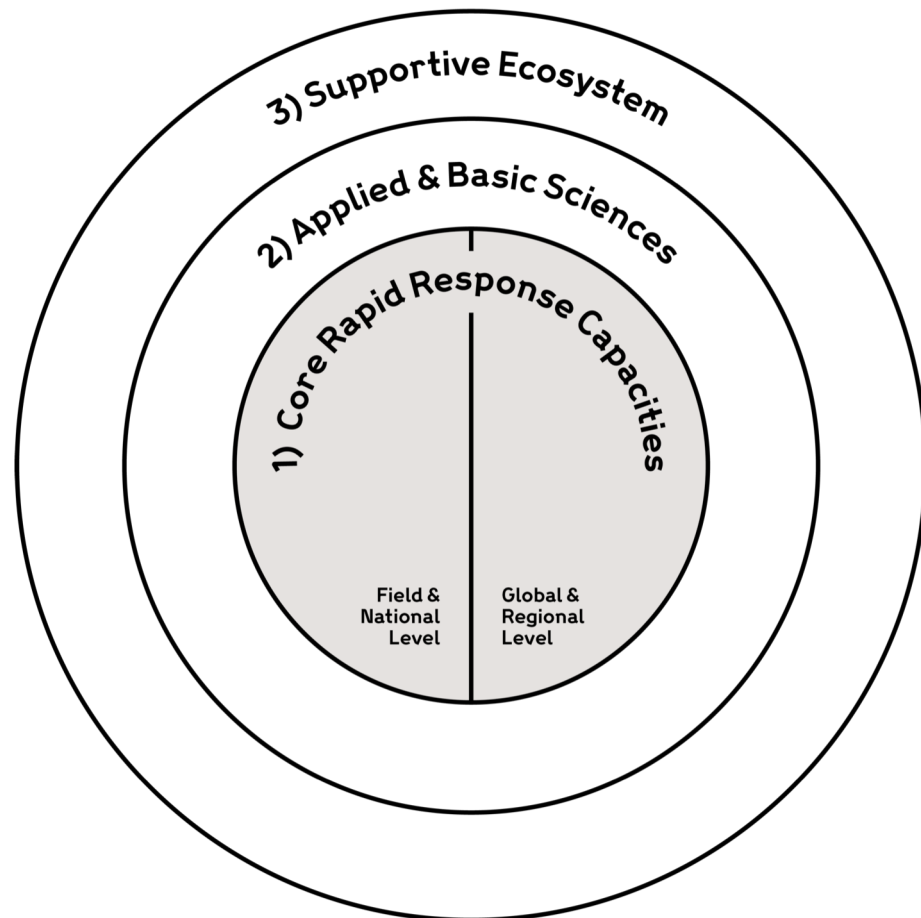 3) Supportive Ecosystem
2) Applied & Basic Sciences
1) Core Rapid Response Capacities
Field &
National
Level
Global &
Regional
Level